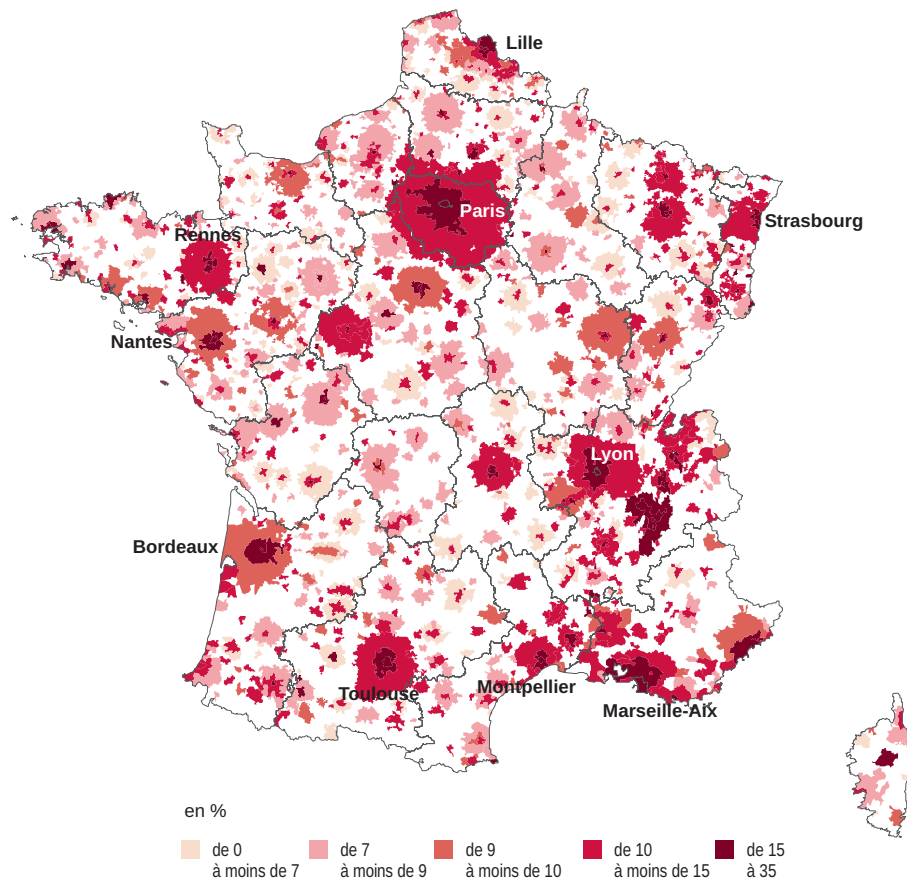 Lille
Paris
Strasbourg
Rennes
Nantes
Lyon
Bordeaux
Toulouse
Montpellier
Marseille-Aix
en %
de 0
à moins de 7
de 7
à moins de 9
de 9
à moins de 10
de 10
à moins de 15
de 15
à 35